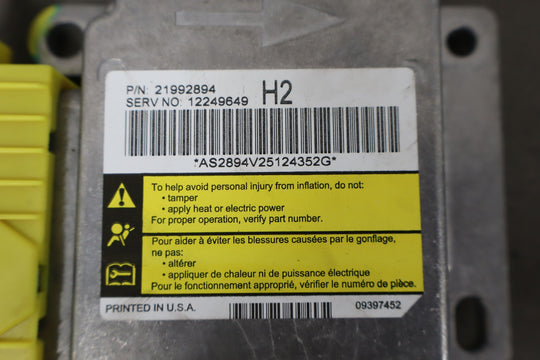 P/N: 21992894
SERV NO: 12249649 H2
*AS2894V25124352G*
To help avoid personal injury from inflation, do not:
• tamper
• apply heat or electric power
For proper operation, verify part number.
Pour aider à éviter les blessures causées par le gonflage,
ne pas:
• altérer
• appliquer de chaleur ni de puissance électrique
Pour le fonctionnement approprié, vérifier le numéro de pièce.
PRINTED IN U.S.A. 09397452